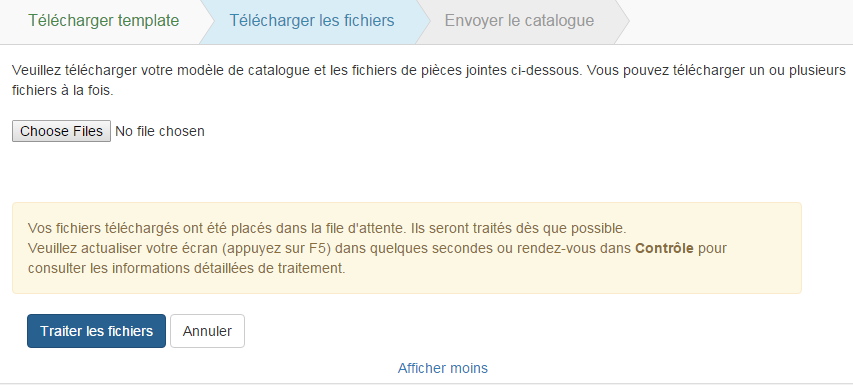 Télécharger template Télécharger les fichiers Envoyer le catalogue
Veuillez télécharger votre modèle de catalogue et les fichiers de pièces jointes ci-dessous. Vous pouvez télécharger un ou plusieurs
fichiers à la fois.
Choose Files No file chosen
Vos fichiers téléchargés ont été placés dans la file d'attente. Ils seront traités dès que possible.
Veuillez actualiser votre écran (appuyez sur F5) dans quelques secondes ou rendez-vous dans Contrôle pour
consulter les informations détaillées de traitement.
Traiter les fichiers Annuler
Afficher moins